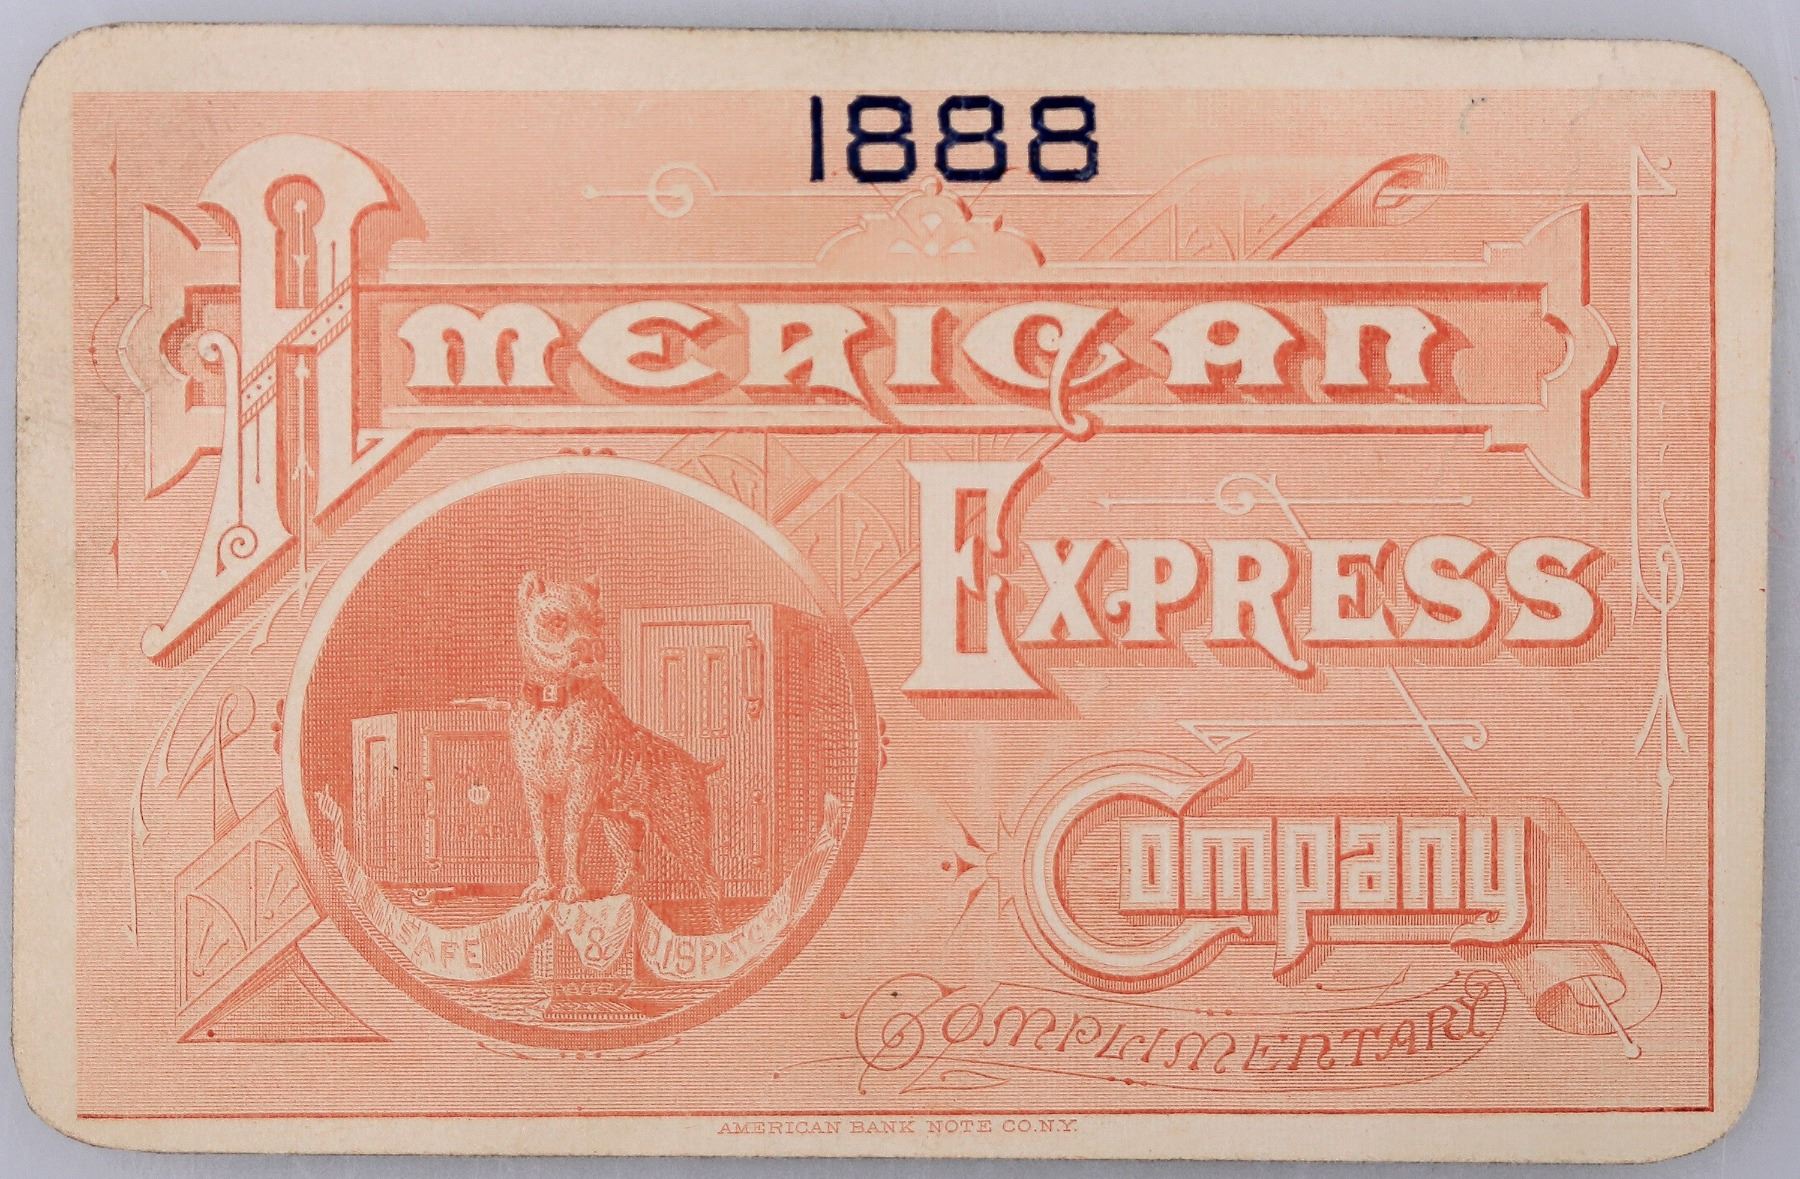 1888
American
Express
Company
SAFE & DISPATCH
Complimentary
AMERICAN BANK NOTE CO. N.Y.